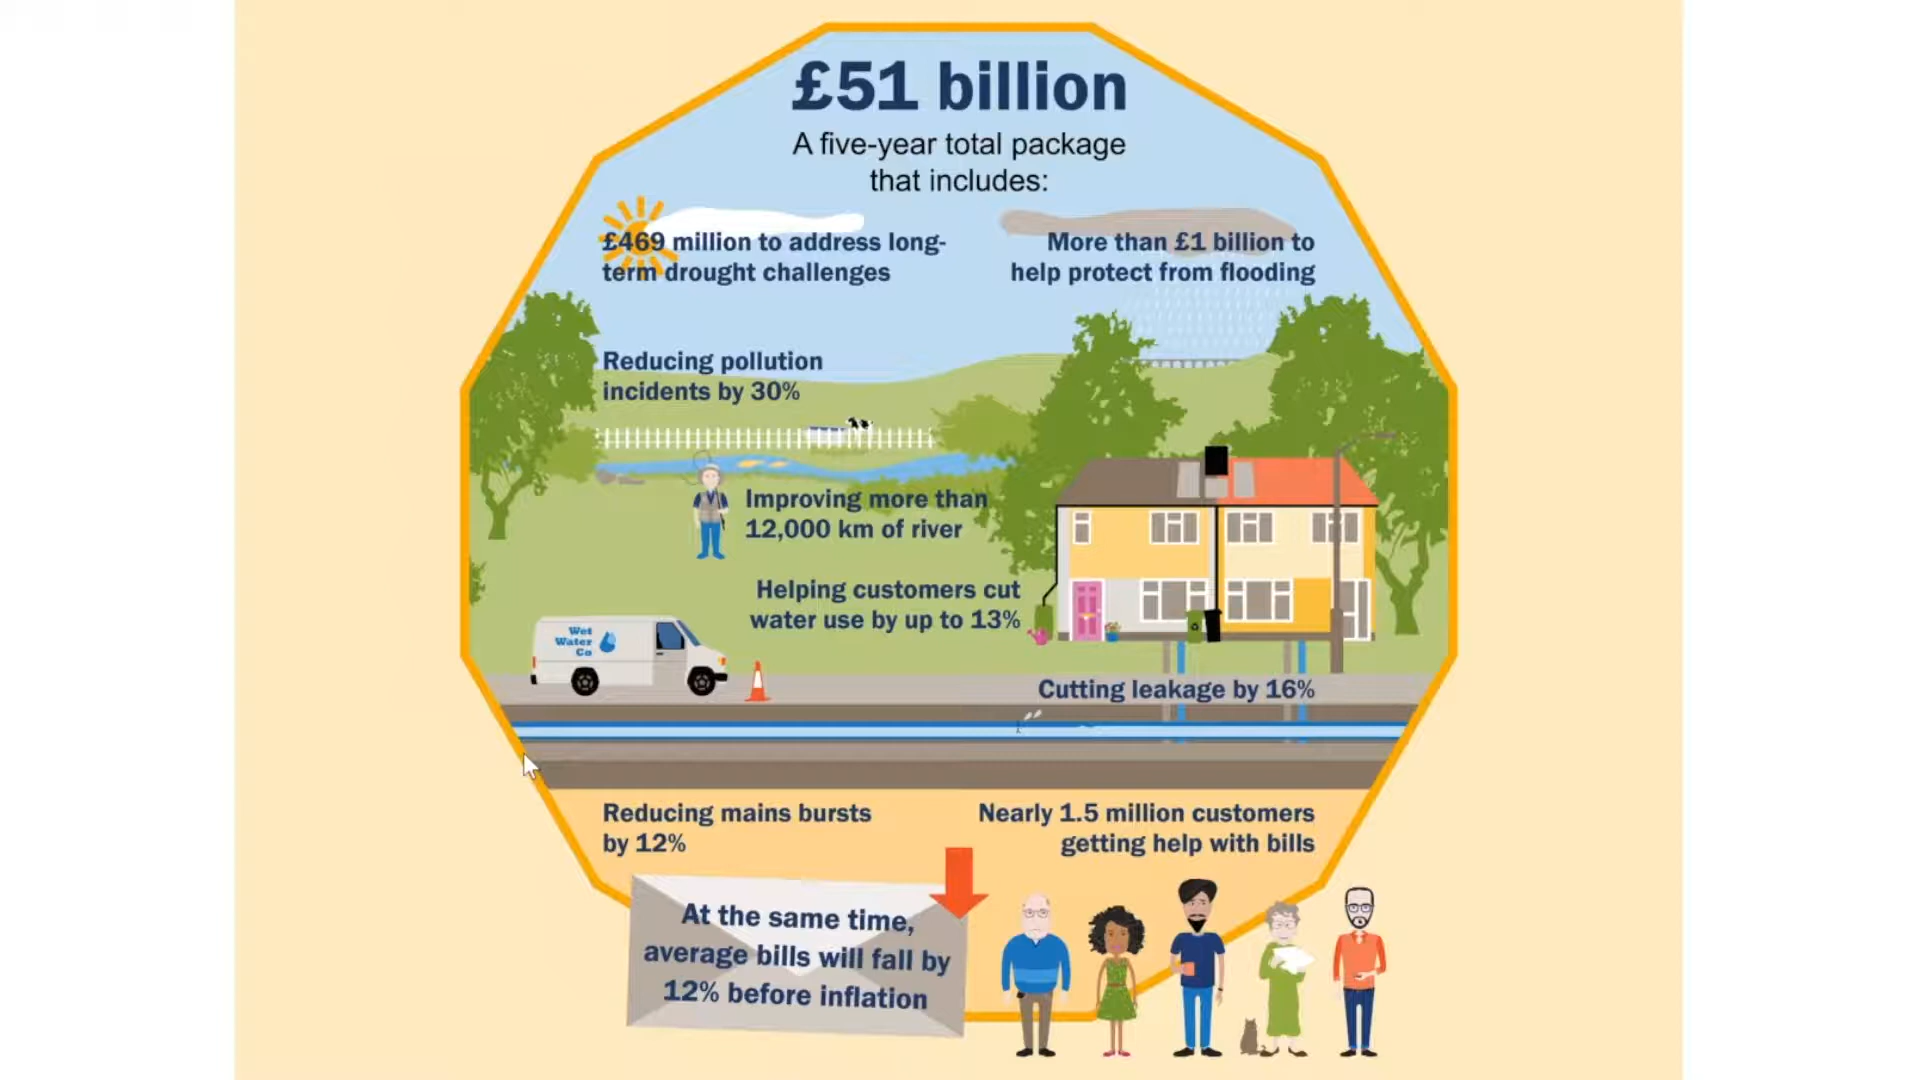 £51 billion
A five-year total package
that includes:
£469 million to address long-
term drought challenges
More than £1 billion to
help protect from flooding
Reducing pollution
incidents by 30%
Improving more than
12,000 km of river
Helping customers cut
water use by up to 13%
Wet
Water
Co
Cutting leakage by 16%
Reducing mains bursts
by 12%
Nearly 1.5 million customers
getting help with bills
At the same time,
average bills will fall by
12% before inflation